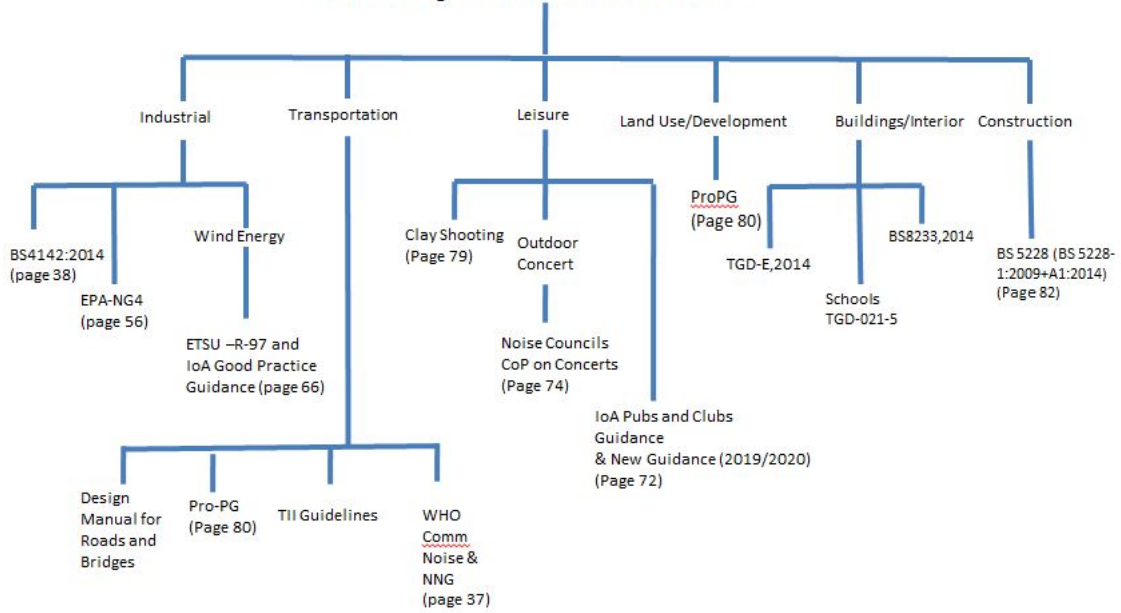 Industrial
Transportation
Leisure
Land Use/Development
Buildings/Interior
Construction
BS4142:2014
(page 38)
EPA-NG4
(page 56)
Wind Energy
ETSU –R-97 and
IoA Good Practice
Guidance (page 66)
Design
Manual for
Roads and
Bridges
Pro-PG
(Page 80)
TII Guidelines
WHO
Comm
Noise &
NNG
(page 37)
Clay Shooting
(Page 79)
Outdoor
Concert
Noise Councils
CoP on Concerts
(Page 74)
IoA Pubs and Clubs
Guidance
& New Guidance (2019/2020)
(Page 72)
ProPG
(Page 80)
TGD-E,2014
Schools
TGD-021-5
BS8233,2014
BS 5228 (BS 5228-
1:2009+A1:2014)
(Page 82)